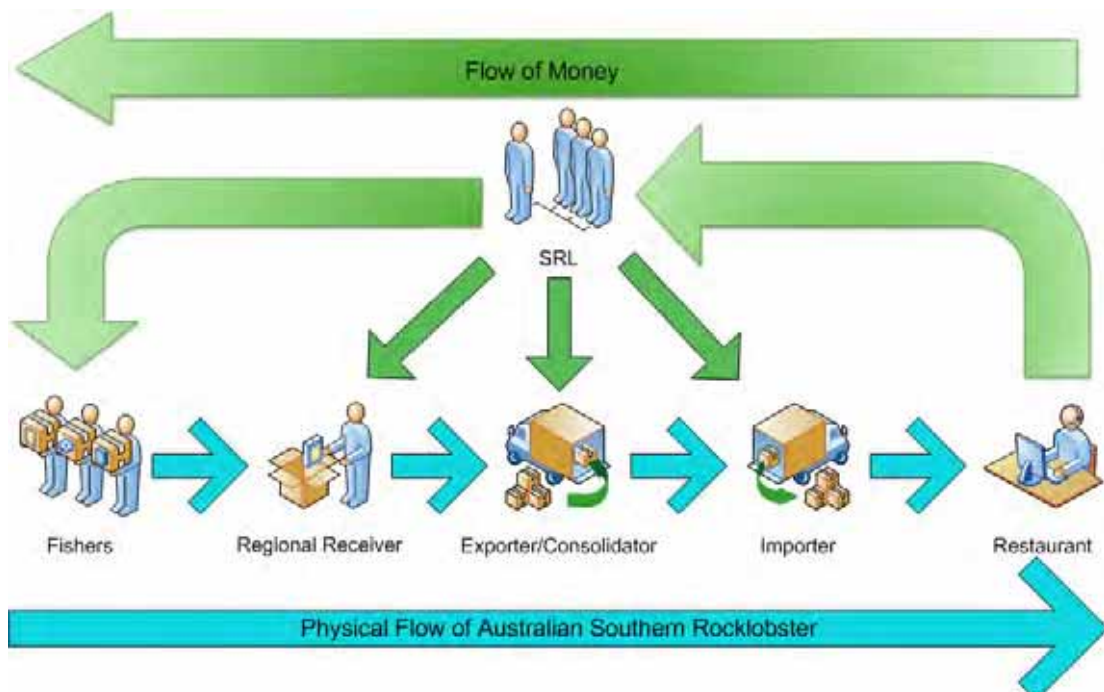 Flow of Money
SRL
Fishers
Regional Receiver
Exporter/Consolidator
Importer
Restaurant
Physical Flow of Australian Southern Rocklobster